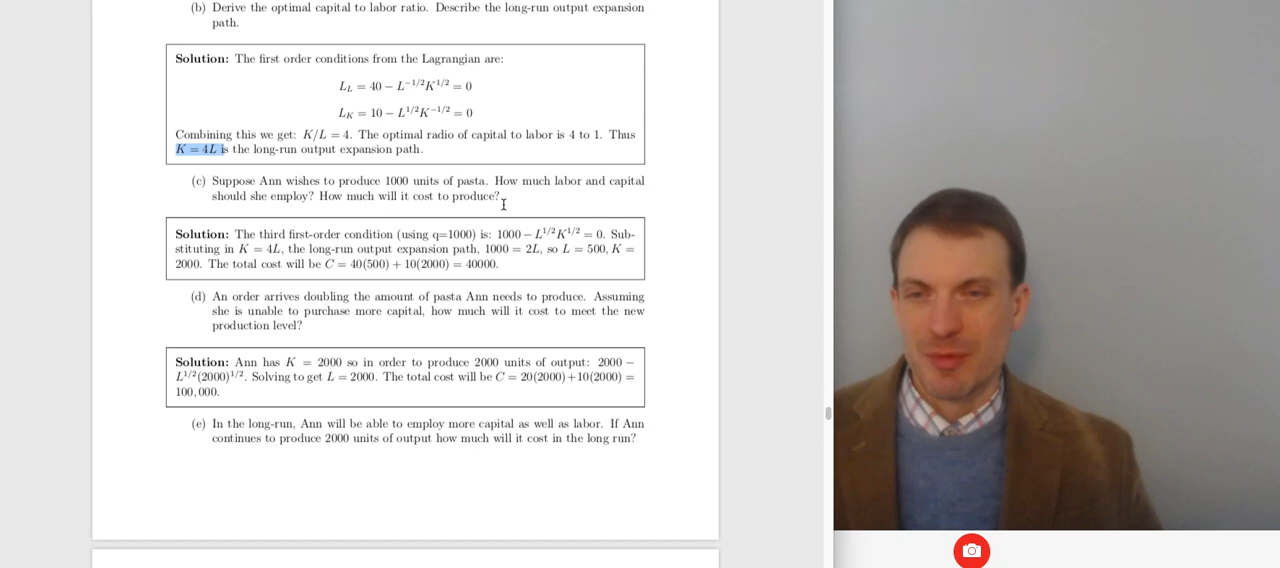 (b) Derive the optimal capital to labor ratio. Describe the long-run output expansion
path.
Solution: The first order conditions from the Lagrangian are:
L_L = 40 − L^{−1/2}K^{1/2} = 0
L_K = 10 − L^{1/2}K^{−1/2} = 0
Combining this we get: K/L = 4. The optimal radio of capital to labor is 4 to 1. Thus
K = 4L is the long-run output expansion path.
(c) Suppose Ann wishes to produce 1000 units of pasta. How much labor and capital
should she employ? How much will it cost to produce?
Solution: The third first-order condition (using q=1000) is: 1000 − L^{1/2}K^{1/2} = 0. Sub-
stituting in K = 4L, the long-run output expansion path, 1000 = 2L, so L = 500, K =
2000. The total cost will be C = 40(500) + 10(2000) = 40000.
(d) An order arrives doubling the amount of pasta Ann needs to produce. Assuming
she is unable to purchase more capital, how much will it cost to meet the new
production level?
Solution: Ann has K = 2000 so in order to produce 2000 units of output: 2000 −
L^{1/2}(2000)^{1/2}. Solving to get L = 2000. The total cost will be C = 20(2000)+10(2000) =
100,000.
(e) In the long-run, Ann will be able to employ more capital as well as labor. If Ann
continues to produce 2000 units of output how much will it cost in the long run?